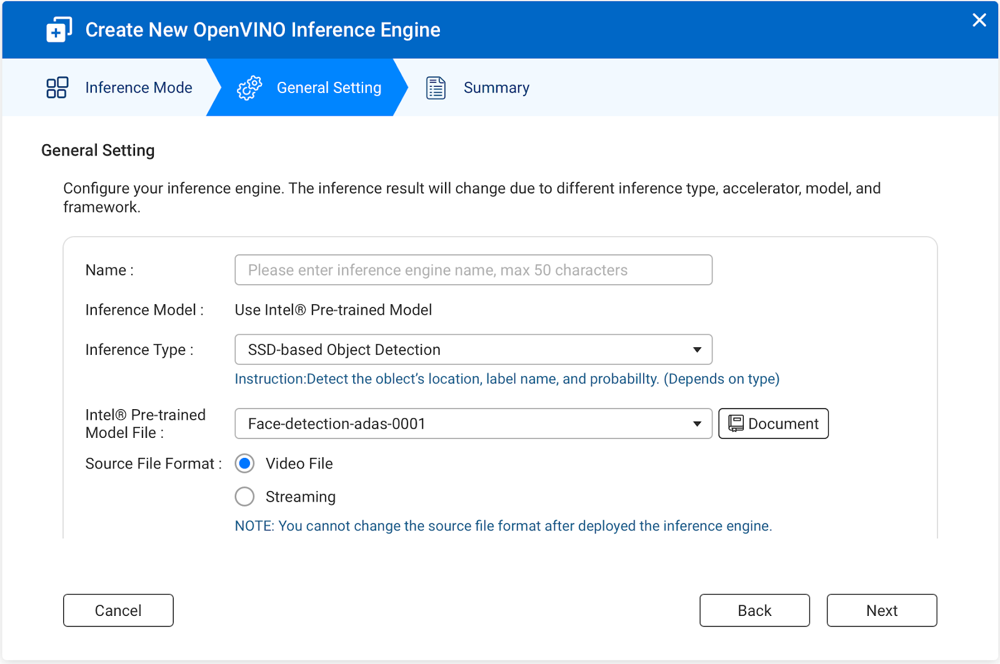 Create New OpenVINO Inference Engine
Inference Mode
General Setting
Summary
General Setting
Configure your inference engine. The inference result will change due to different inference type, accelerator, model, and
framework.
Name :
Please enter inference engine name, max 50 characters
Inference Model :
Use Intel® Pre-trained Model
Inference Type :
SSD-based Object Detection
Instruction:Detect the oblect’s location, label name, and probabillty. (Depends on type)
Intel® Pre-trained
Model File :
Face-detection-adas-0001
Document
Source File Format :
Video File
Streaming
NOTE: You cannot change the source file format after deployed the inference engine.
Cancel
Back
Next